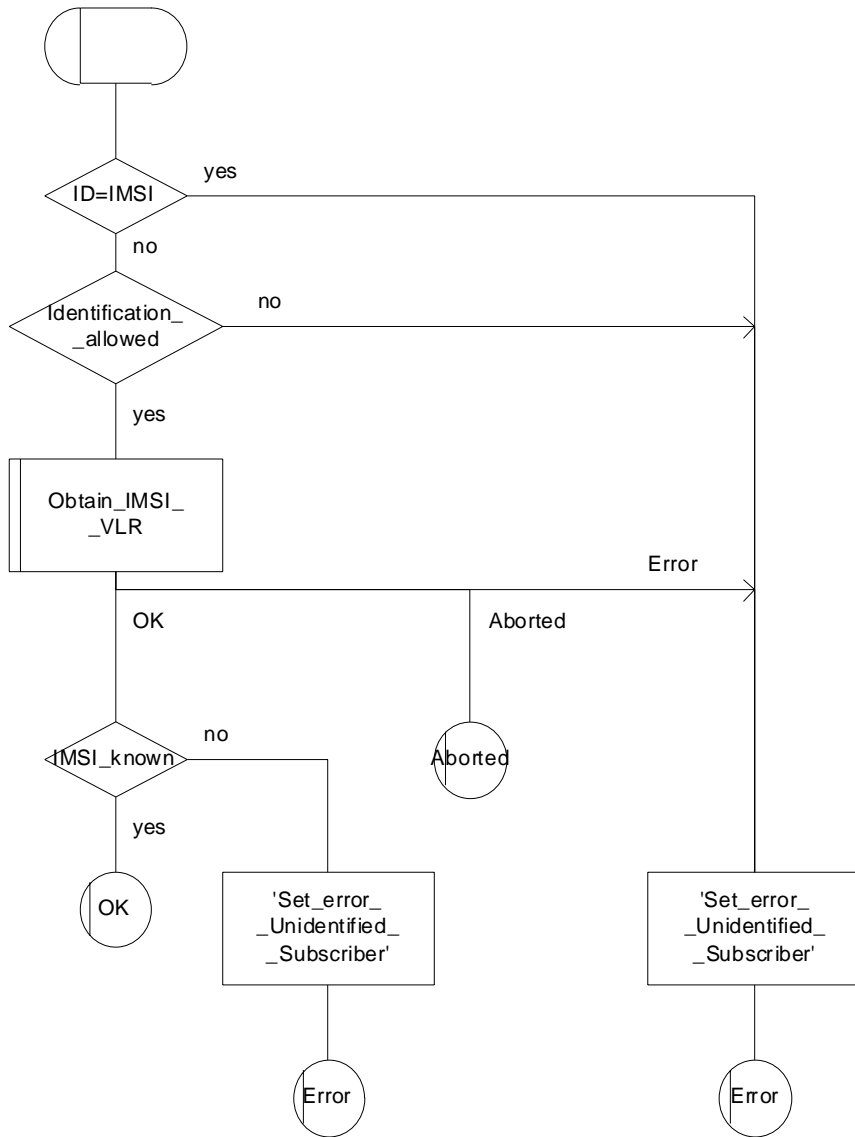 yes
ID=IMSI
no
Identification_
_allowed
no
yes
Obtain_IMSI_
_VLR
Error
OK
Aborted
no
IMSI_known
Aborted
yes
OK
'Set_error_
_Unidentified_
_Subscriber'
'Set_error_
_Unidentified_
_Subscriber'
Error
Error